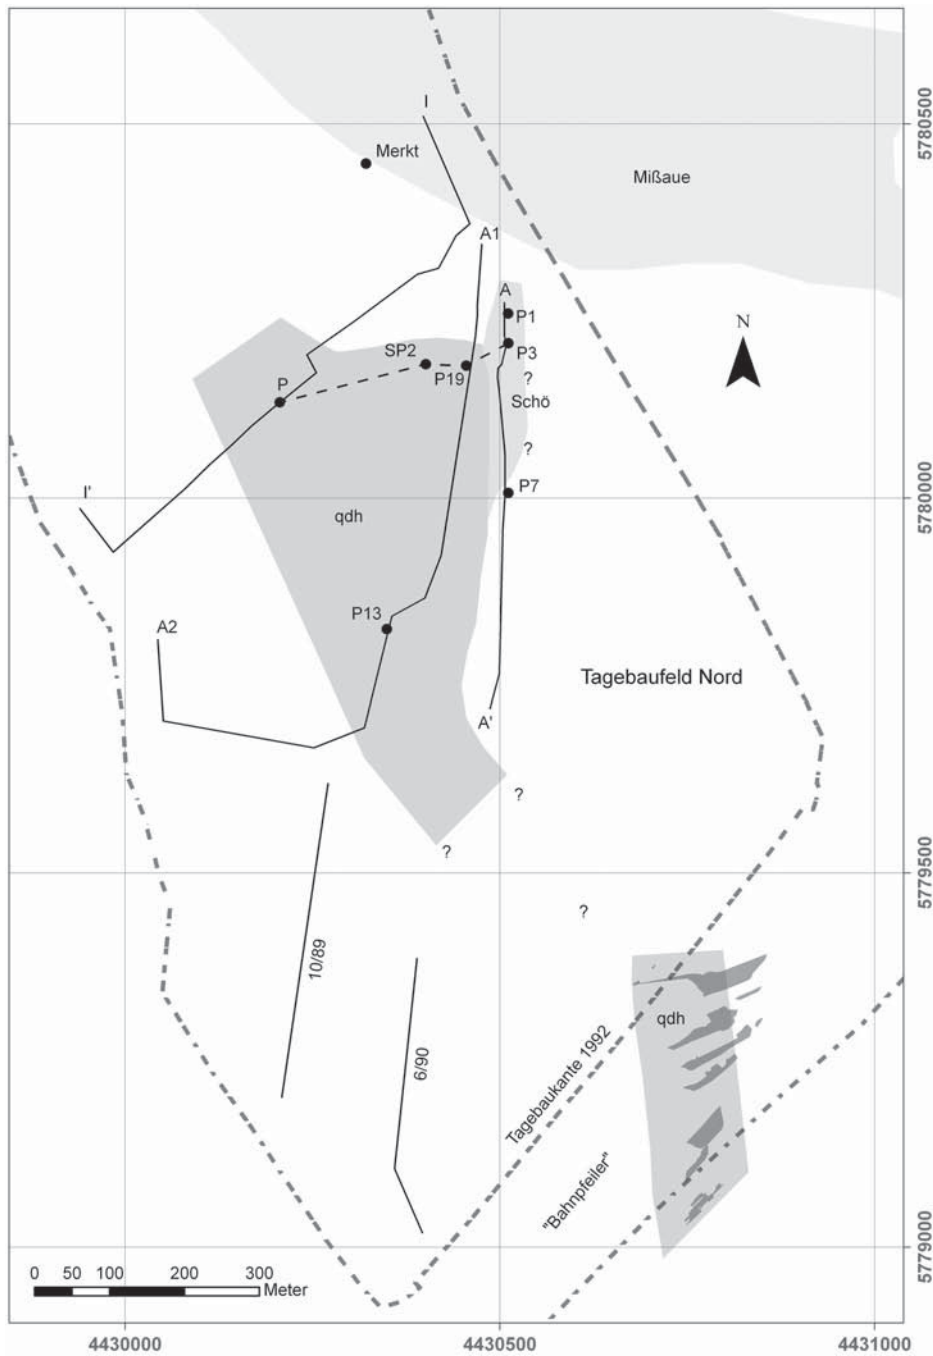 I
5780500
Merkt
Mißaue
A1
A
P1
N
SP2
P3
P19
?
P
Schö
?
I'
P7
5780000
qdh
P13
A2
Tagebaufeld Nord
A'
?
?
5779500
?
10/89
qdh
6/90
Tagebaukante 1992
"Bahnpfeiler"
5779000
0 50 100 200 300
Meter
4430000 4430500 4431000